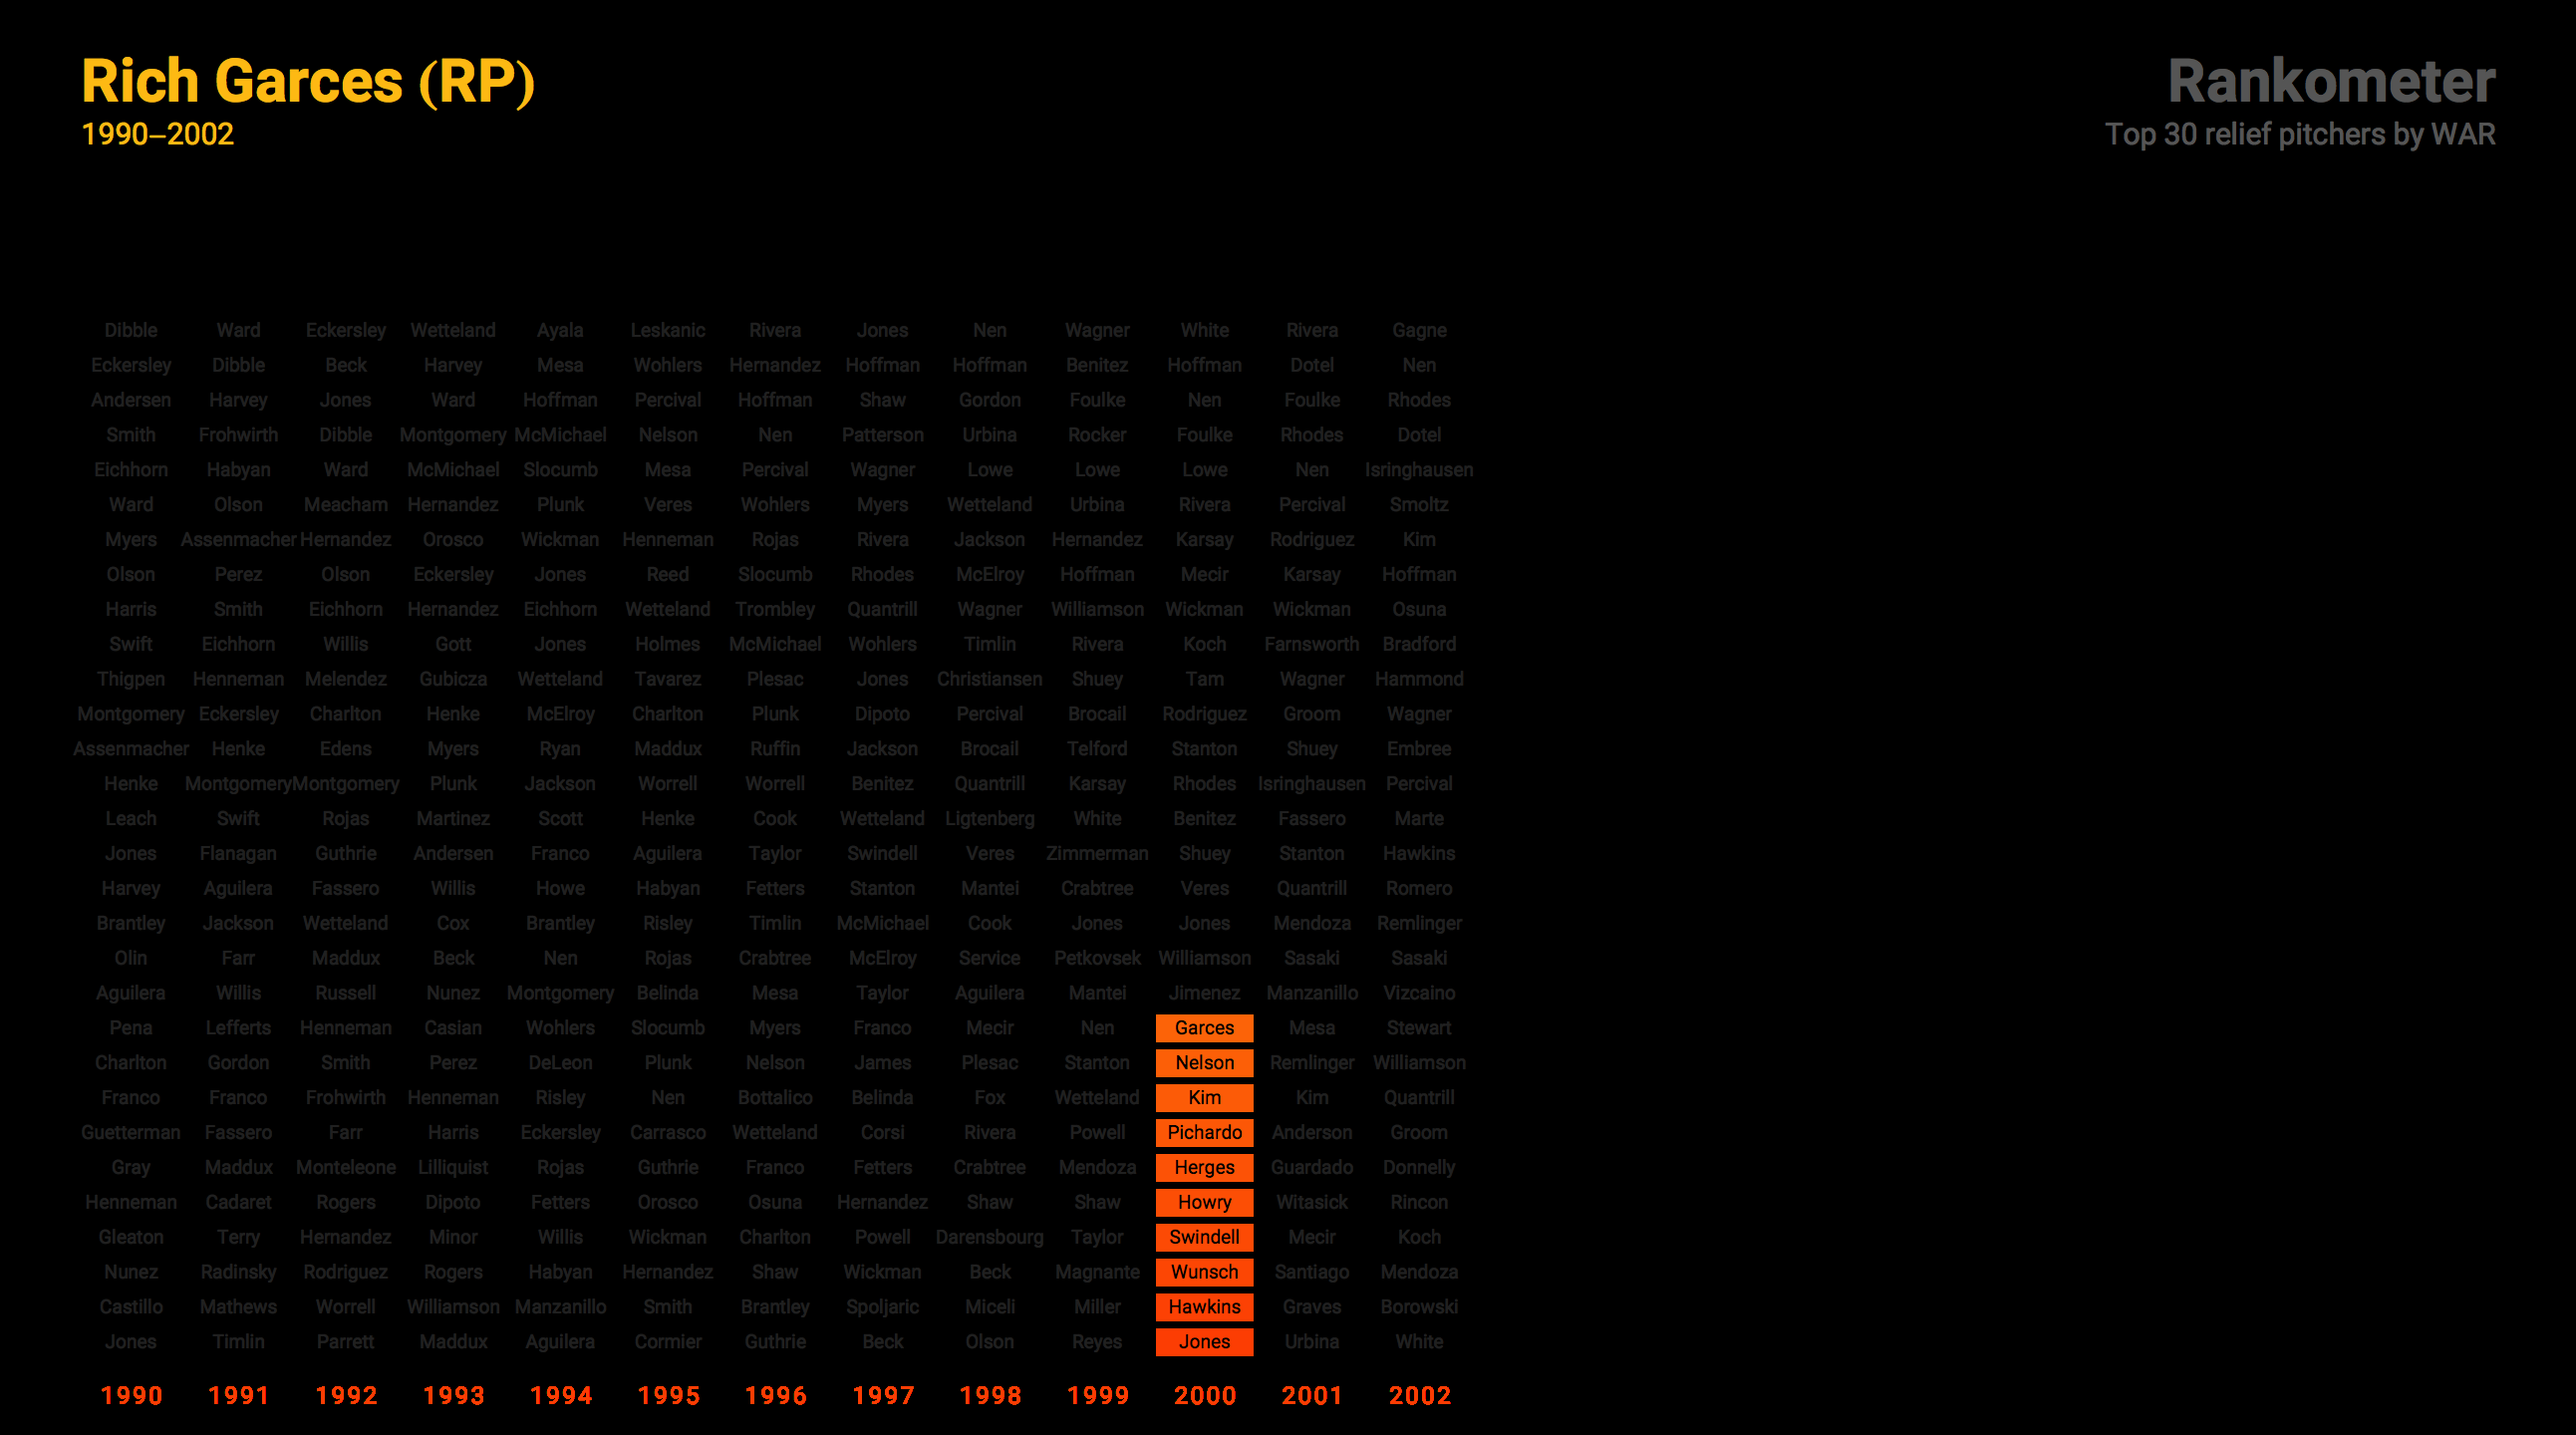 Rich Garces (RP)
1990–2002
Rankometer
Top 30 relief pitchers by WAR
Dibble Ward Eckersley Wetteland Ayala Leskanic Rivera Jones Nen Wagner White Rivera Gagne
Eckersley Dibble Beck Harvey Mesa Wohlers Hernandez Hoffman Hoffman Benitez Hoffman Dotel Nen
Andersen Harvey Jones Ward Hoffman Percival Hoffman Shaw Gordon Foulke Nen Foulke Rhodes
Smith Frohwirth Dibble Montgomery McMichael Nelson Nen Patterson Urbina Rocker Foulke Rhodes Dotel
Eichhorn Habyan Ward McMichael Slocumb Mesa Percival Wagner Lowe Lowe Lowe Nen Isringhausen
Ward Olson Meacham Hernandez Plunk Veres Wohlers Myers Wetteland Urbina Rivera Percival Smoltz
Myers Assenmacher Hernandez Orosco Wickman Henneman Rojas Rivera Jackson Hernandez Karsay Rodriguez Kim
Olson Perez Olson Eckersley Jones Reed Slocumb Rhodes McElroy Hoffman Mecir Karsay Hoffman
Harris Smith Eichhorn Hernandez Eichhorn Wetteland Trombley Quantrill Wagner Williamson Wickman Wickman Osuna
Swift Eichhorn Willis Gott Jones Holmes McMichael Wohlers Timlin Rivera Koch Farnsworth Bradford
Thigpen Henneman Melendez Gubicza Wetteland Tavarez Plesac Jones Christiansen Shuey Tam Wagner Hammond
Montgomery Eckersley Charlton Henke McElroy Charlton Plunk Dipoto Percival Brocail Rodriguez Groom Wagner
Assenmacher Henke Edens Myers Ryan Maddux Ruffin Jackson Brocail Telford Stanton Shuey Embree
Henke Montgomery Montgomery Plunk Jackson Worrell Worrell Benitez Quantrill Karsay Rhodes Isringhausen Percival
Leach Swift Rojas Martinez Scott Henke Cook Wetteland Ligtenberg White Benitez Fassero Marte
Jones Flanagan Guthrie Andersen Franco Aguilera Taylor Swindell Veres Zimmerman Shuey Stanton Hawkins
Harvey Aguilera Fassero Willis Howe Habyan Fetters Stanton Mantei Crabtree Veres Quantrill Romero
Brantley Jackson Wetteland Cox Brantley Risley Timlin McMichael Cook Jones Jones Mendoza Remlinger
Olin Farr Maddux Beck Nen Rojas Crabtree McElroy Service Petkovsek Williamson Sasaki Sasaki
Aguilera Willis Russell Nunez Montgomery Belinda Mesa Taylor Aguilera Mantei Jimenez Manzanillo Vizcaino
Pena Lefferts Henneman Casian Wohlers Slocumb Myers Franco Mecir Nen Garces Mesa Stewart
Charlton Gordon Smith Perez DeLeon Plunk Nelson James Plesac Stanton Nelson Remlinger Williamson
Franco Franco Frohwirth Henneman Risley Nen Bottalico Belinda Fox Wetteland Kim Kim Quantrill
Guetterman Fassero Farr Harris Eckersley Carrasco Wetteland Corsi Rivera Powell Pichardo Anderson Groom
Gray Maddux Monteleone Lilliquist Rojas Guthrie Franco Fetters Crabtree Mendoza Herges Guardado Donnelly
Henneman Cadaret Rogers Dipoto Fetters Orosco Osuna Hernandez Shaw Shaw Howry Witasick Rincon
Gleaton Terry Hernandez Minor Willis Wickman Charlton Powell Darensbourg Taylor Swindell Mecir Koch
Nunez Radinsky Rodriguez Rogers Habyan Hernandez Shaw Wickman Beck Magnante Wunsch Santiago Mendoza
Castillo Mathews Worrell Williamson Manzanillo Smith Brantley Spoljaric Miceli Miller Hawkins Graves Borowski
Jones Timlin Parrett Maddux Aguilera Cormier Guthrie Beck Olson Reyes Jones Urbina White
1990 1991 1992 1993 1994 1995 1996 1997 1998 1999 2000 2001 2002